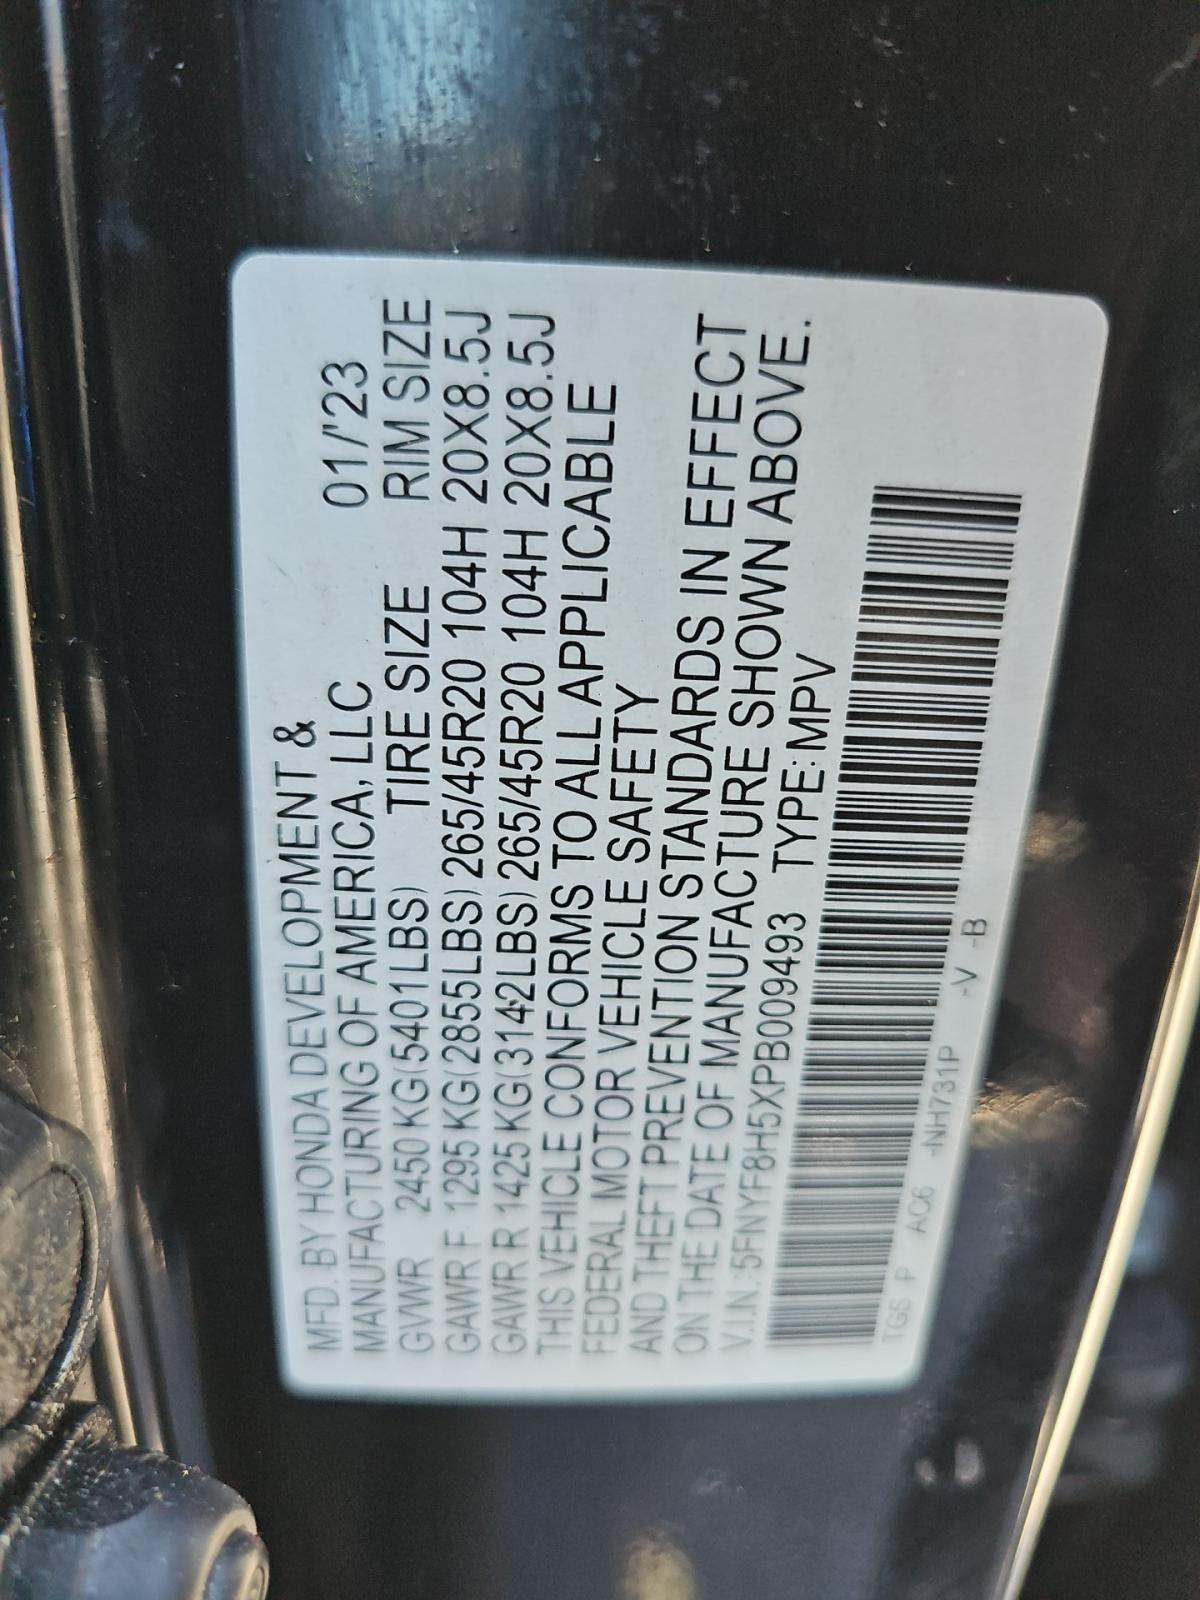 MFD. BY HONDA DEVELOPMENT &
MANUFACTURING OF AMERICA, LLC 01/'23
GVWR 2450 KG(5401LBS) TIRE SIZE RIM SIZE
GAWR F 1295 KG(2855LBS) 265/45R20 104H 20X8.5J
GAWR R 1425 KG(3142LBS) 265/45R20 104H 20X8.5J
THIS VEHICLE CONFORMS TO ALL APPLICABLE
FEDERAL MOTOR VEHICLE SAFETY
AND THEFT PREVENTION STANDARDS IN EFFECT
ON THE DATE OF MANUFACTURE SHOWN ABOVE.
V.I.N.:5FNYF8H5XPB009493 TYPE:MPV
TG5 P AC6 -NH731P -V -B